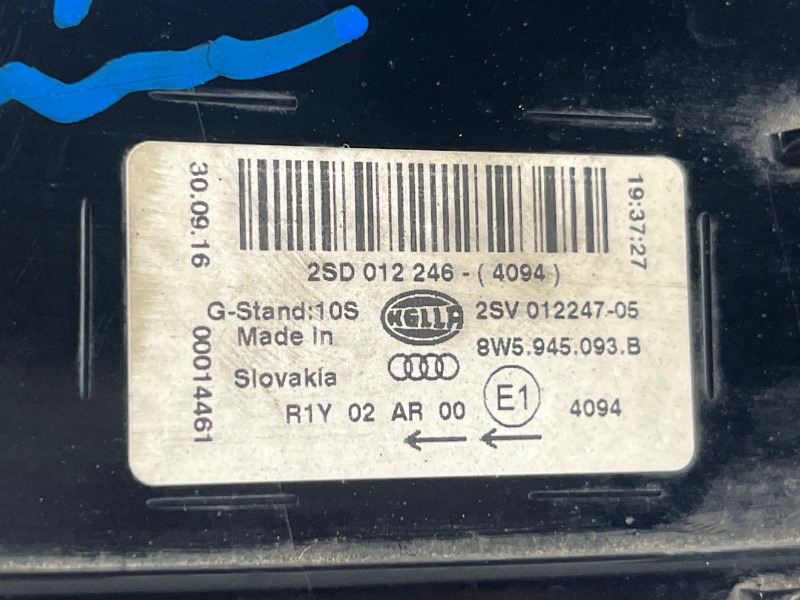 30.09.16
19:37:27
2SD 012 246-(4094)
G-Stand:10S HELLA 2SV 012247-05
Made in 8W5.945.093.B
Slovakia
00014461
R1Y 02 AR 00 E1 4094